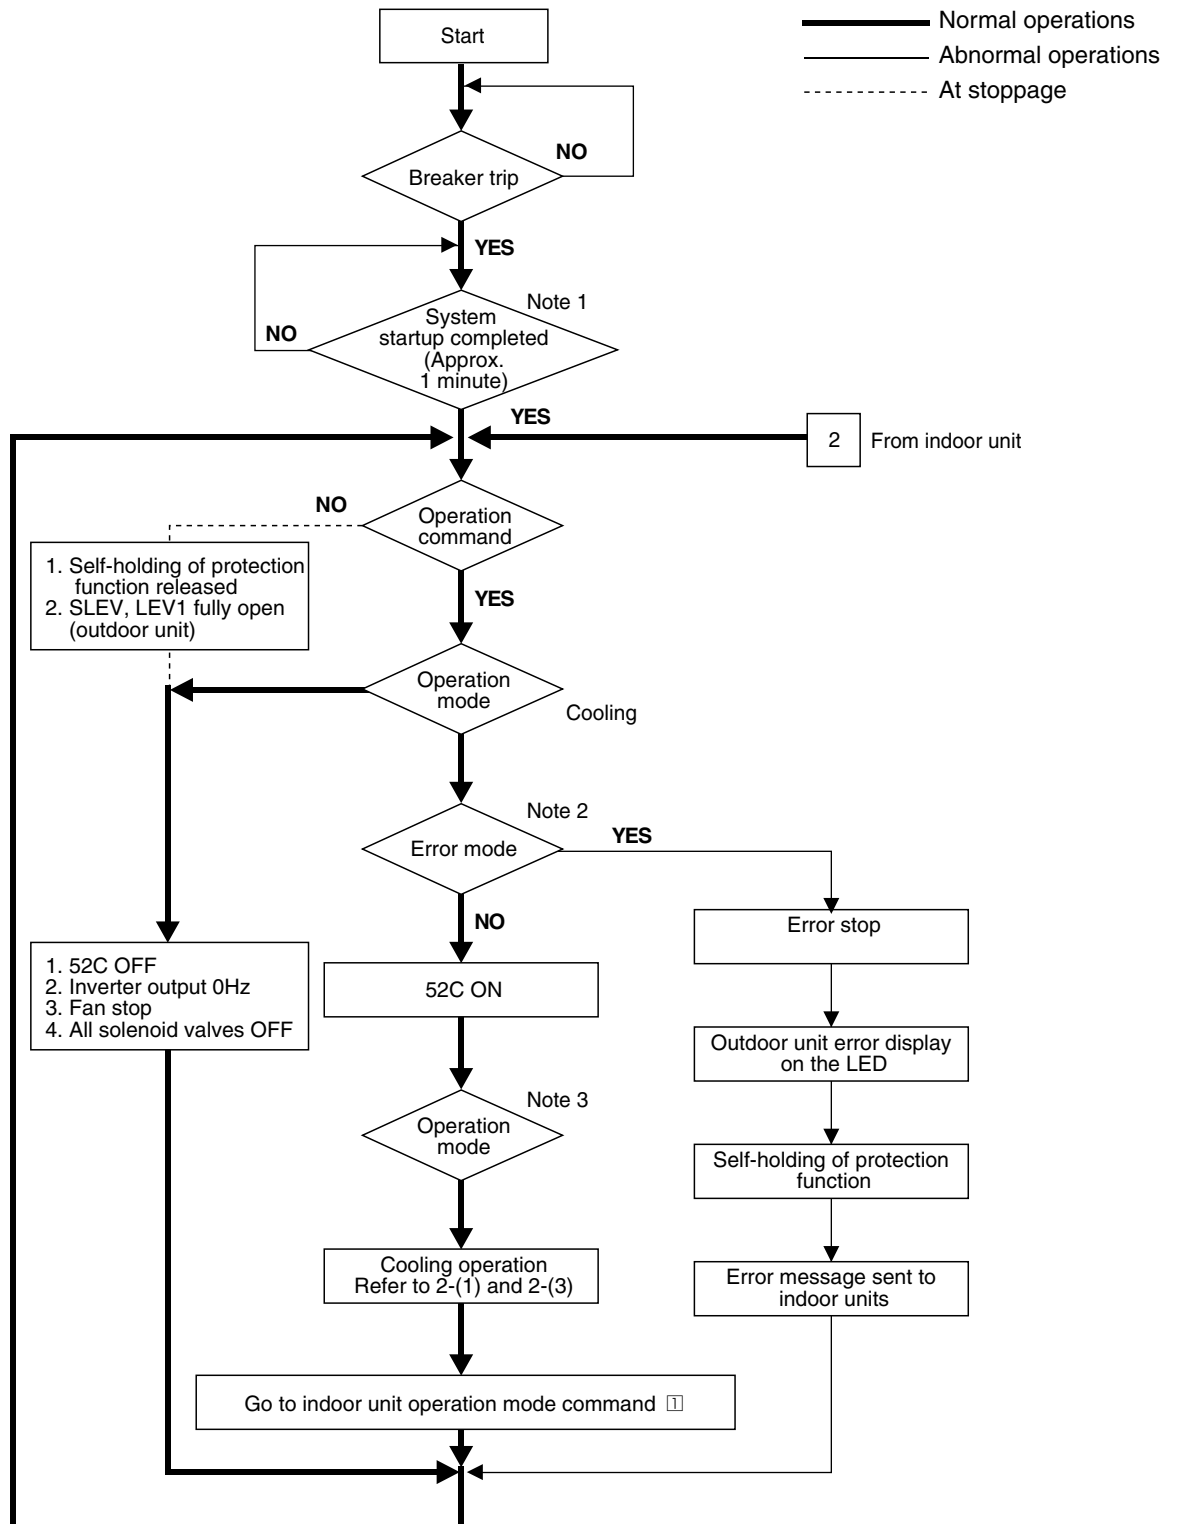 Start
Normal operations
Abnormal operations
At stoppage
NO
Breaker trip
YES
Note 1
NO
System
startup completed
(Approx.
1 minute)
YES
2
From indoor unit
NO
Operation
command
1. Self-holding of protection
function released
2. SLEV, LEV1 fully open
(outdoor unit)
YES
Operation
mode
Cooling
Note 2
Error mode
YES
NO
Error stop
1. 52C OFF
2. Inverter output 0Hz
3. Fan stop
4. All solenoid valves OFF
52C ON
Outdoor unit error display
on the LED
Note 3
Operation
mode
Self-holding of protection
function
Cooling operation
Refer to 2-(1) and 2-(3)
Error message sent to
indoor units
Go to indoor unit operation mode command 1